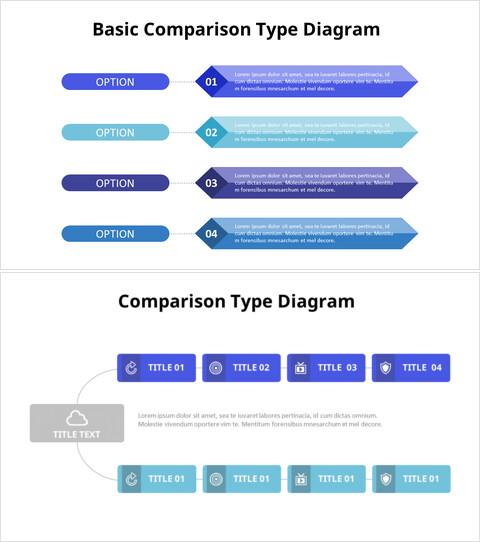 Basic Comparison Type Diagram
OPTION
01
Lorem ipsum dolor sit amet, sea te iuvaret labores pertinacia, id
cum dictas omnium. Molestie vivendum oportere vim te. Mentitu
m forensibus mnesarchum et mel decore.
OPTION
02
Lorem ipsum dolor sit amet, sea te iuvaret labores pertinacia, id
cum dictas omnium. Molestie vivendum oportere vim te. Mentitu
m forensibus mnesarchum et mel decore.
OPTION
03
Lorem ipsum dolor sit amet, sea te iuvaret labores pertinacia, id
cum dictas omnium. Molestie vivendum oportere vim te. Mentitu
m forensibus mnesarchum et mel decore.
OPTION
04
Lorem ipsum dolor sit amet, sea te iuvaret labores pertinacia, id
cum dictas omnium. Molestie vivendum oportere vim te. Mentitu
m forensibus mnesarchum et mel decore.
Comparison Type Diagram
TITLE 01
TITLE 02
TITLE 03
TITLE 04
TITLE TEXT
Lorem ipsum dolor sit amet, sea te iuvaret labores pertinacia, id cum dictas omnium.
Molestie vivendum oportere vim te. Mentitum forensibus mnesarchum et mel decore.
TITLE 01
TITLE 01
TITLE 01
TITLE 01